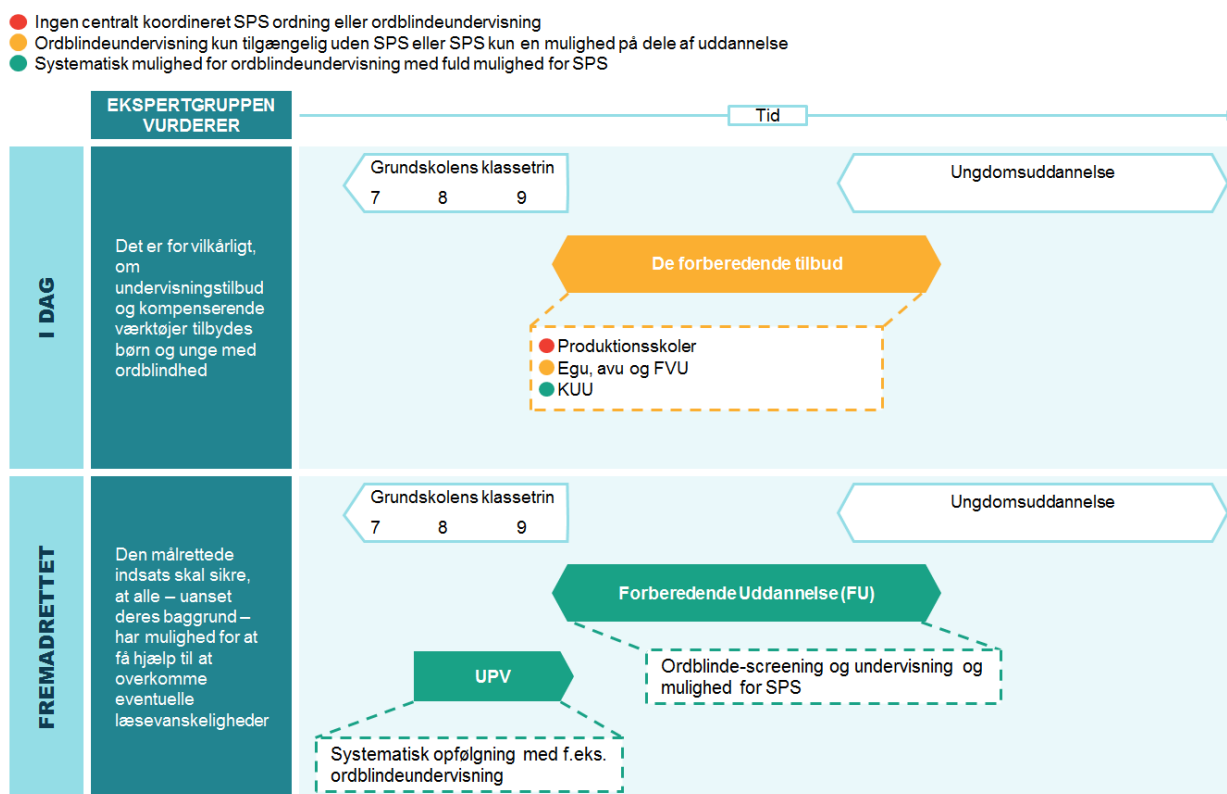 Ingen centralt koordineret SPS ordning eller ordblindeundervisning
Ordblindeundervisning kun tilgængelig uden SPS eller SPS kun en mulighed på dele af uddannelse
Systematisk mulighed for ordblindeundervisning med fuld mulighed for SPS
EKSPERTGRUPPEN
VURDERER
Tid
I DAG
Det er for vilkårligt,
om
undervisningstilbud
og kompenserende
værktøjer tilbydes
børn og unge med
ordblindhed
Grundskolens klassetrin
7 8 9
Ungdomsuddannelse
De forberedende tilbud
Produktionsskoler
Egu, avu og FVU
KUU
FREMADRETTET
Den målrettede
indsats skal sikre,
at alle – uanset
deres baggrund –
har mulighed for at
få hjælp til at
overkomme
eventuelle
læsevanskeligheder
Grundskolens klassetrin
7 8 9
Ungdomsuddannelse
Forberedende Uddannelse (FU)
Ordblinde-screening og undervisning og
mulighed for SPS
UPV
Systematisk opfølgning med f.eks.
ordblindeundervisning